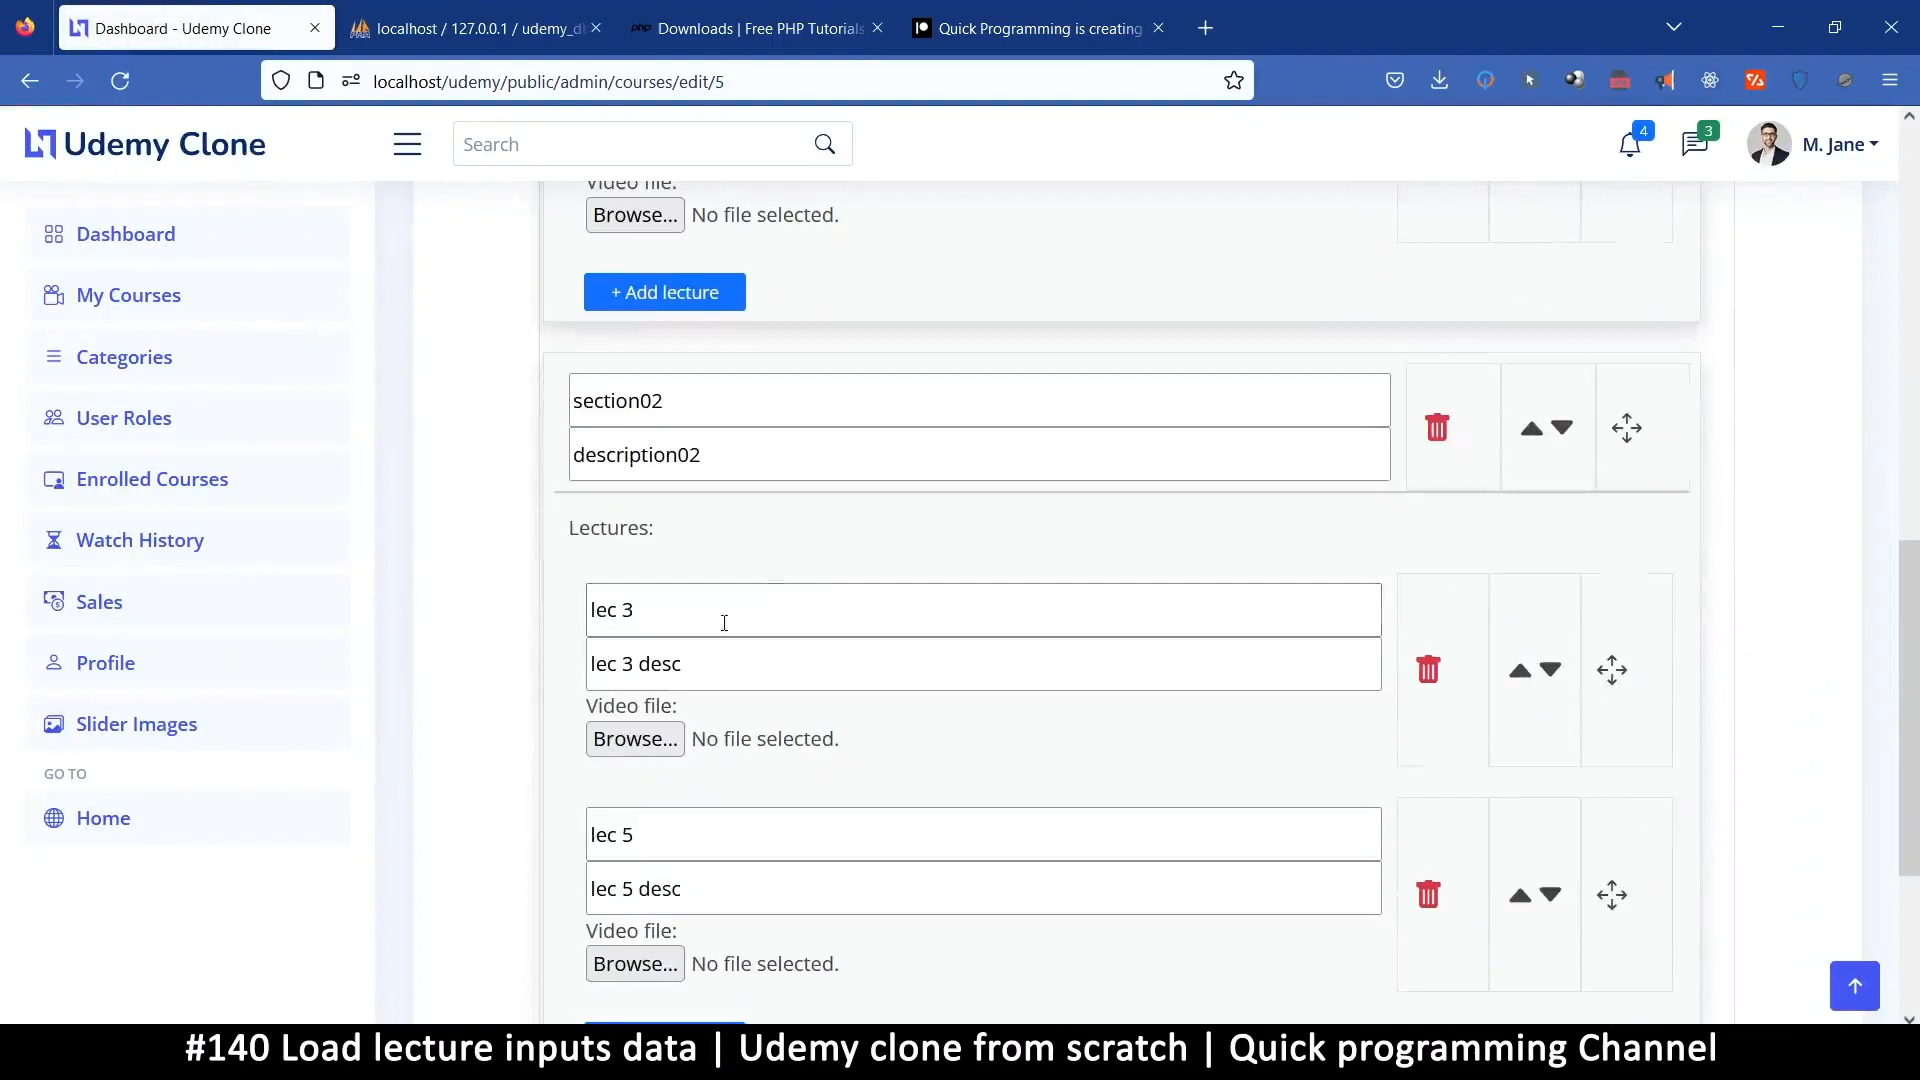 Dashboard - Udemy Clone
localhost / 127.0.0.1 / udemy_d
php Downloads | Free PHP Tutorials
Quick Programming is creating
localhost/udemy/public/admin/courses/edit/5
Udemy Clone
Search
4
3
M. Jane
Dashboard
My Courses
Categories
User Roles
Enrolled Courses
Watch History
Sales
Profile
Slider Images
GO TO
Home
Video file:
Browse... No file selected.
+ Add lecture
section02
description02
Lectures:
lec 3
lec 3 desc
Video file:
Browse... No file selected.
lec 5
lec 5 desc
Video file:
Browse... No file selected.
#140 Load lecture inputs data | Udemy clone from scratch | Quick programming Channel